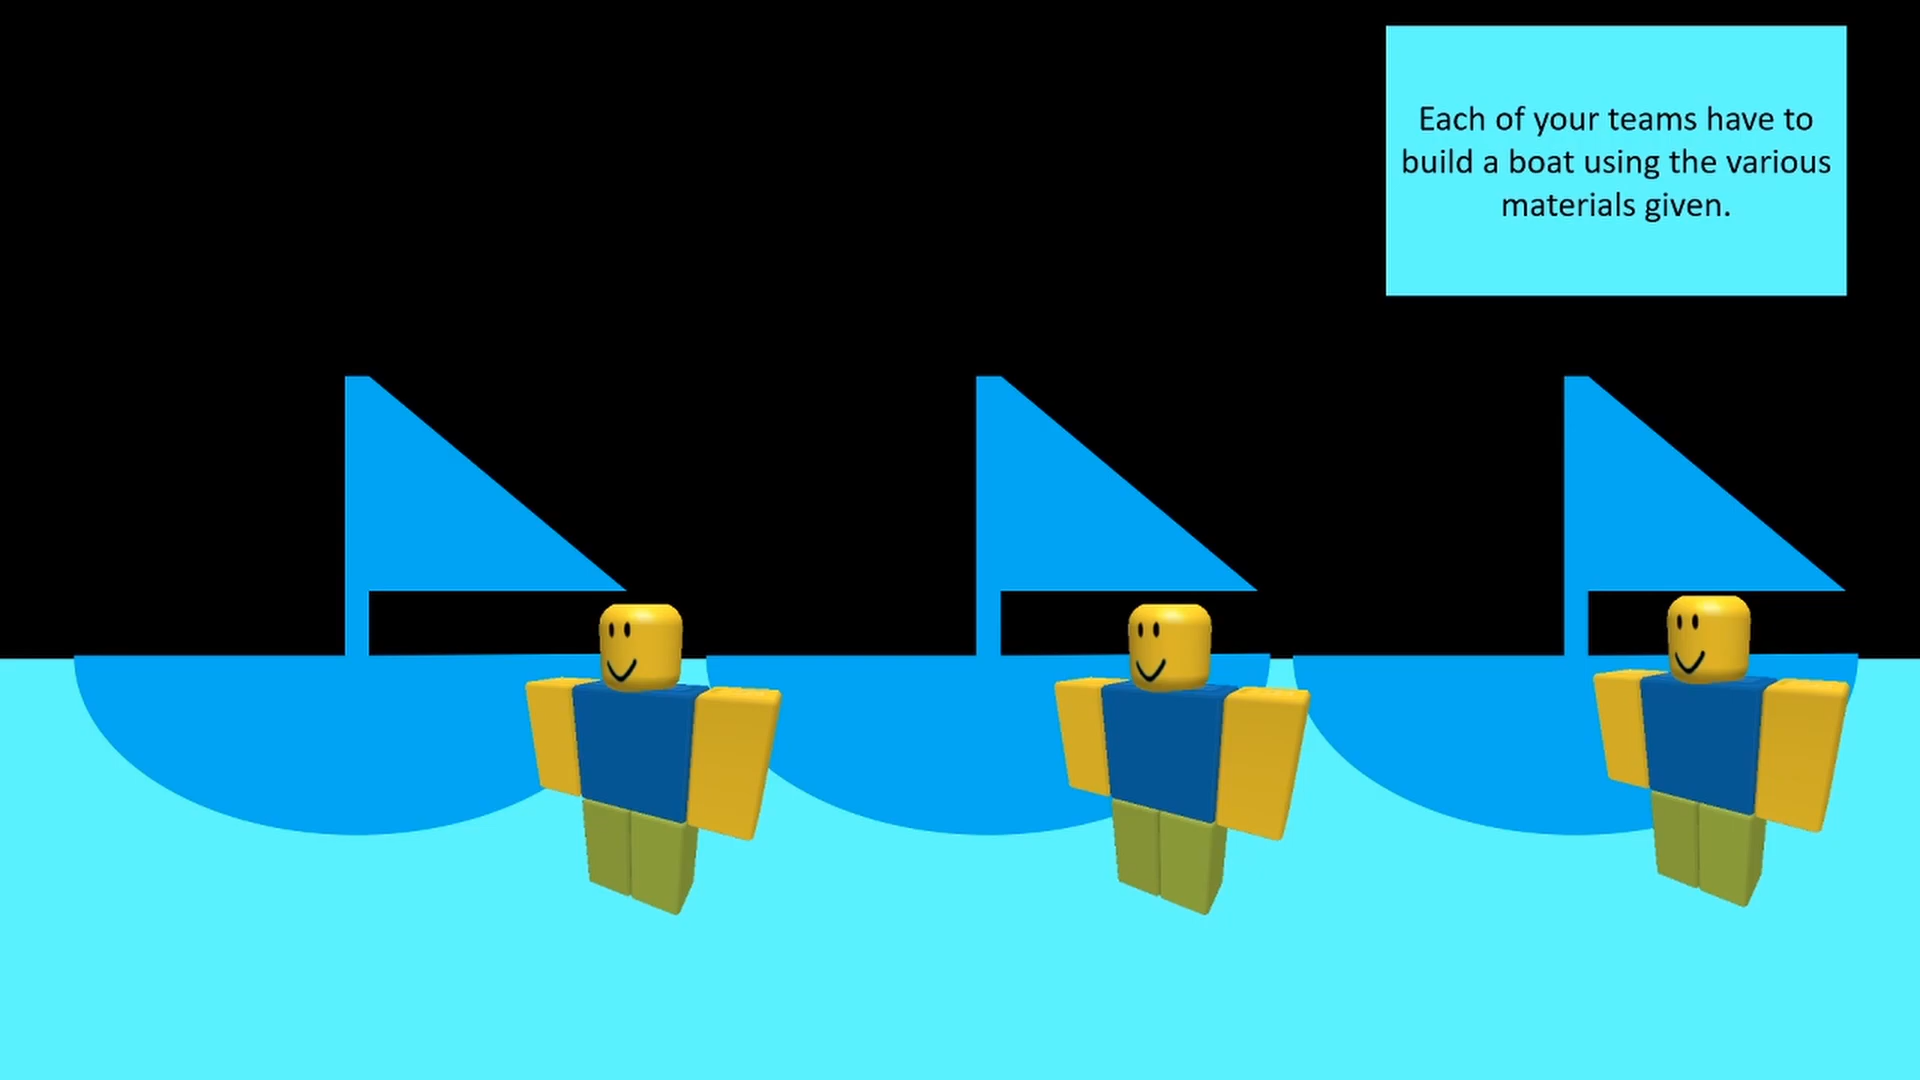 Each of your teams have to
build a boat using the various
materials given.